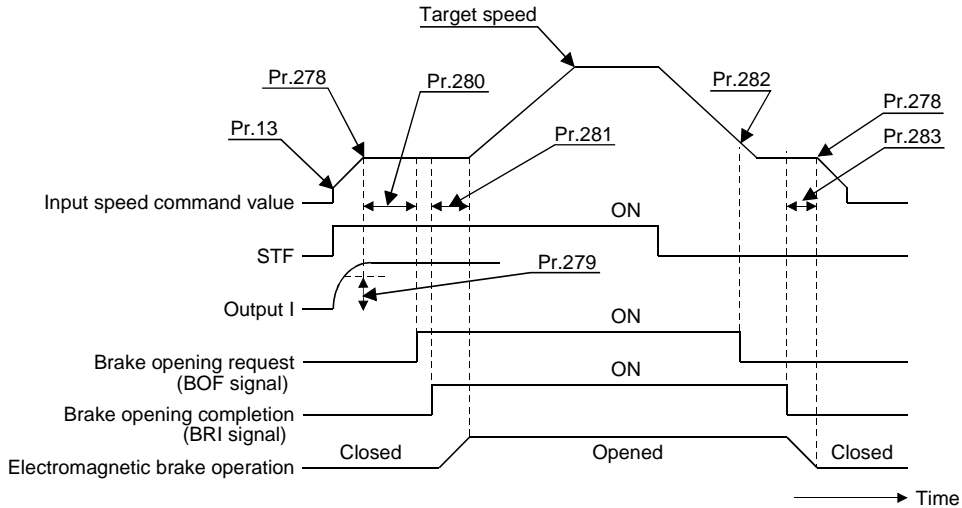 Target speed
Pr.278
Pr.280
Pr.282
Pr.278
Pr.13
Pr.281
Pr.283
Input speed command value
ON
STF
Pr.279
Output I
ON
Brake opening request
(BOF signal)
ON
Brake opening completion
(BRI signal)
Closed
Opened
Closed
Electromagnetic brake operation
Time